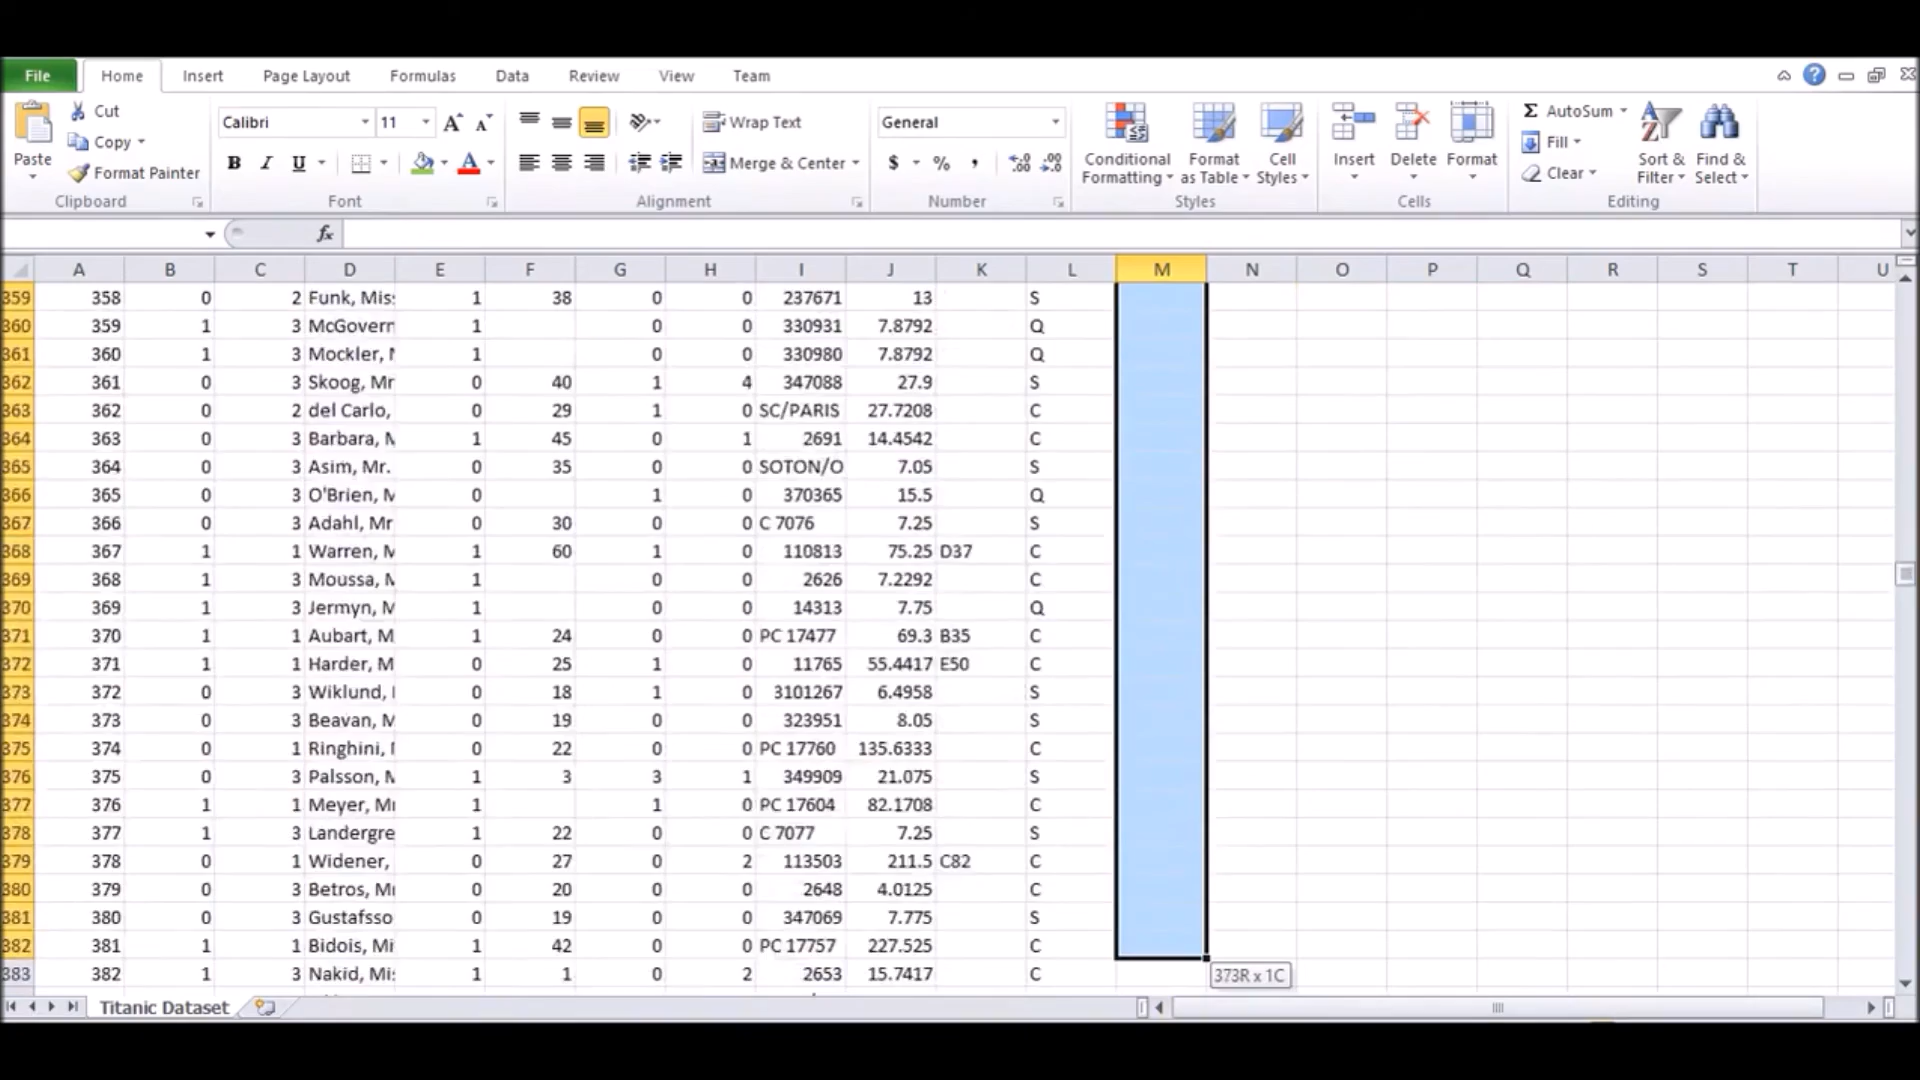 File Home Insert Page Layout Formulas Data Review View Team
Cut
Copy
Format Painter
Paste
Clipboard
Calibri 11
B I U
Font
Wrap Text
Merge & Center
Alignment
General
$ % ,
Number
Conditional Formatting
Format as Table
Cell Styles
Styles
Insert Delete Format
Cells
Σ AutoSum
Fill
Clear
Sort & Filter
Find & Select
Editing
fx
A B C D E F G H I J K L M N O P Q R S T U
359 358 0 2 Funk, Mis 1 38 0 0 237671 13 S
360 359 1 3 McGovern 1 0 0 330931 7.8792 Q
361 360 1 3 Mockler, 1 0 0 330980 7.8792 Q
362 361 0 3 Skoog, Mr 0 40 1 4 347088 27.9 S
363 362 0 2 del Carlo, 0 29 1 0 SC/PARIS 27.7208 C
364 363 0 3 Barbara, M 1 45 0 1 2691 14.4542 C
365 364 0 3 Asim, Mr. 0 35 0 0 SOTON/O 7.05 S
366 365 0 3 O'Brien, M 0 1 0 370365 15.5 Q
367 366 0 3 Adahl, Mr 0 30 0 0 C 7076 7.25 S
368 367 1 1 Warren, M 1 60 1 0 110813 75.25 D37 C
369 368 1 3 Moussa, M 1 0 0 2626 7.2292 C
370 369 1 3 Jermyn, M 1 0 0 14313 7.75 Q
371 370 1 1 Aubart, M 1 24 0 0 PC 17477 69.3 B35 C
372 371 1 1 Harder, M 0 25 1 0 11765 55.4417 E50 C
373 372 0 3 Wiklund, 0 18 1 0 3101267 6.4958 S
374 373 0 3 Beavan, M 0 19 0 0 323951 8.05 S
375 374 0 1 Ringhini, 0 22 0 0 PC 17760 135.6333 C
376 375 0 3 Palsson, M 1 3 3 1 349909 21.075 S
377 376 1 1 Meyer, Mr 1 1 0 PC 17604 82.1708 C
378 377 1 3 Landergre 1 22 0 0 C 7077 7.25 S
379 378 0 1 Widener, 0 27 0 2 113503 211.5 C82 C
380 379 0 3 Betros, Mr 0 20 0 0 2648 4.0125 C
381 380 0 3 Gustafsso 0 19 0 0 347069 7.775 S
382 381 1 1 Bidois, Mi 1 42 0 0 PC 17757 227.525 C
383 382 1 3 Nakid, Mis 1 1 0 2 2653 15.7417 C
373R x 1C
Titanic Dataset